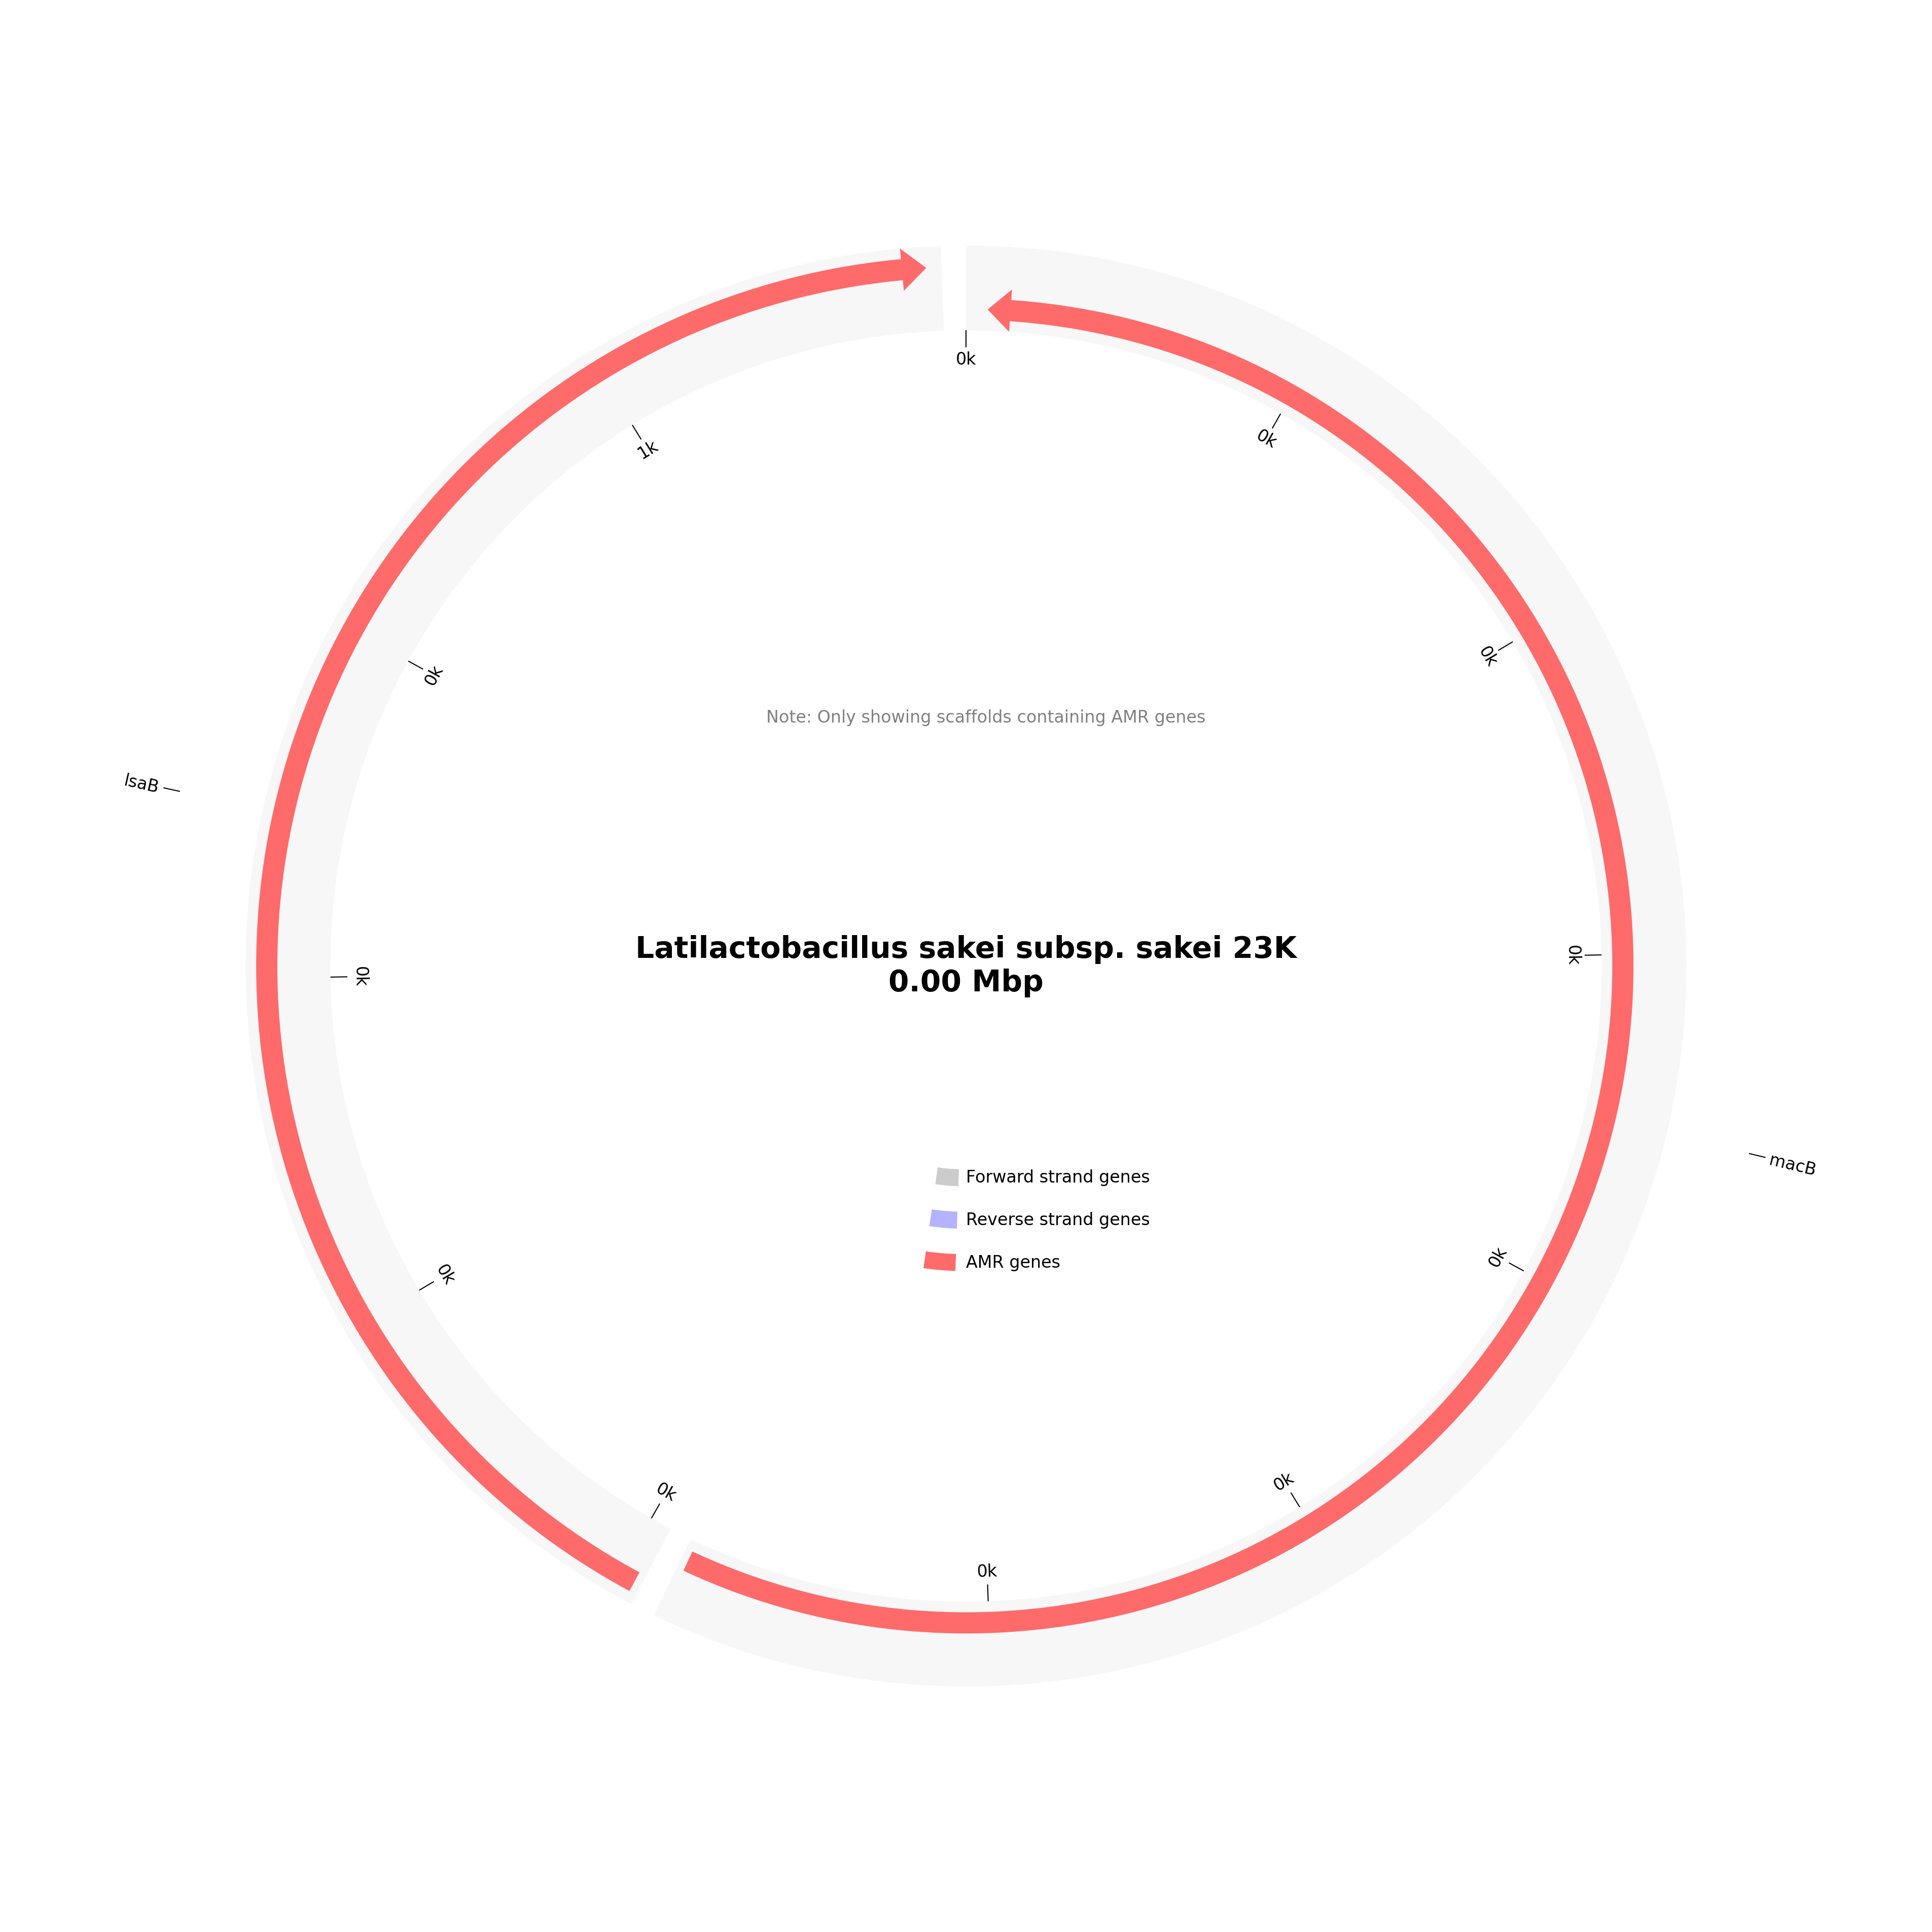 0k
0k
1k
0k
0k
0k
Note: Only showing scaffolds containing AMR genes
lsaB
Latilactobacillus sakei subsp. sakei 23K
0.00 Mbp
0k
0k
macB
Forward strand genes
Reverse strand genes
0k
0k
AMR genes
0k
0k
0k